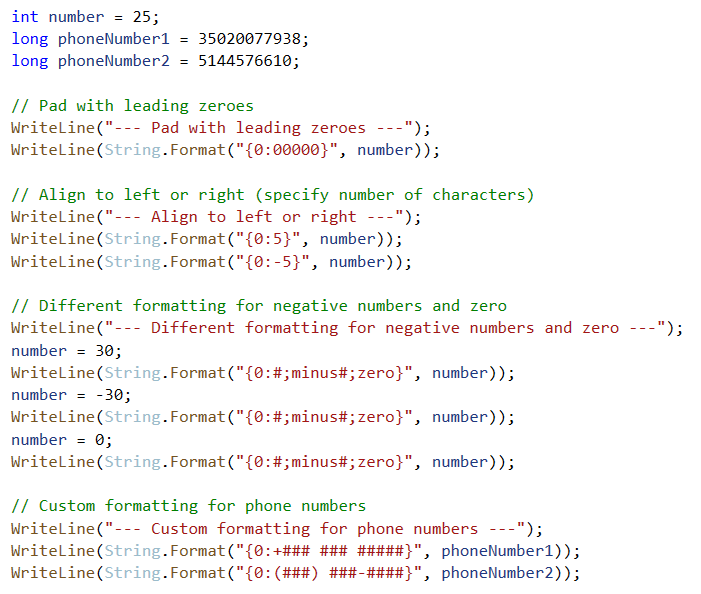 int number = 25;
long phoneNumber1 = 35020077938;
long phoneNumber2 = 5144576610;

// Pad with leading zeroes
WriteLine("--- Pad with leading zeroes ---");
WriteLine(String.Format("{0:00000}", number));

// Align to left or right (specify number of characters)
WriteLine("--- Align to left or right ---");
WriteLine(String.Format("{0:5}", number));
WriteLine(String.Format("{0:-5}", number));

// Different formatting for negative numbers and zero
WriteLine("--- Different formatting for negative numbers and zero ---");
number = 30;
WriteLine(String.Format("{0:#;minus#;zero}", number));
number = -30;
WriteLine(String.Format("{0:#;minus#;zero}", number));
number = 0;
WriteLine(String.Format("{0:#;minus#;zero}", number));

// Custom formatting for phone numbers
WriteLine("--- Custom formatting for phone numbers ---");
WriteLine(String.Format("{0:+### ### #####}", phoneNumber1));
WriteLine(String.Format("{0:(###) ###-####}", phoneNumber2));